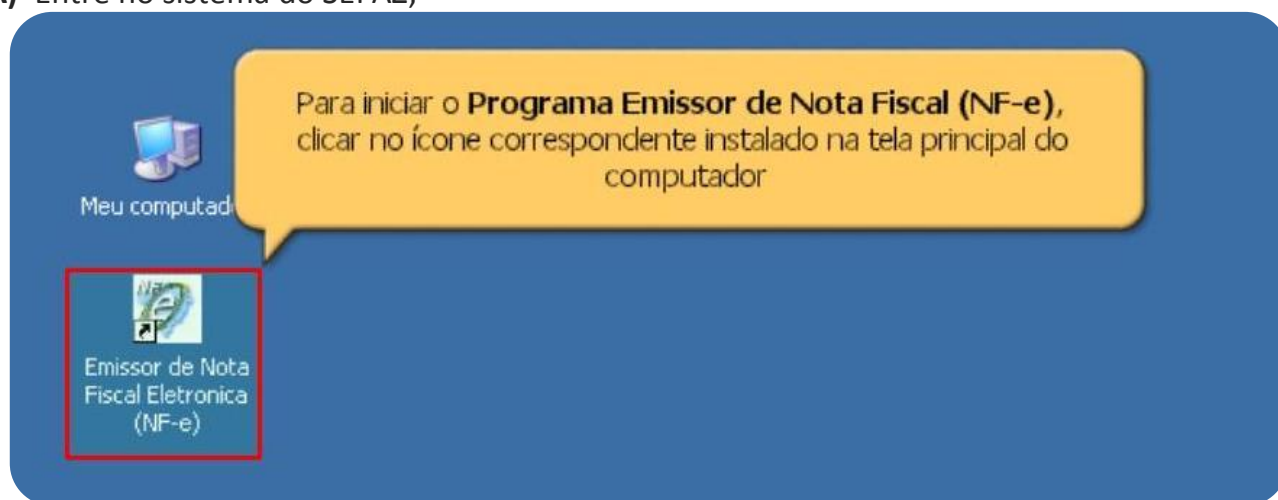 Entre no sistema do SEFAZ;
Para iniciar o Programa Emissor de Nota Fiscal (NF-e),
clicar no ícone correspondente instalado na tela principal do
computador
Meu computad
Emissor de Nota
Fiscal Eletronica
(NF-e)